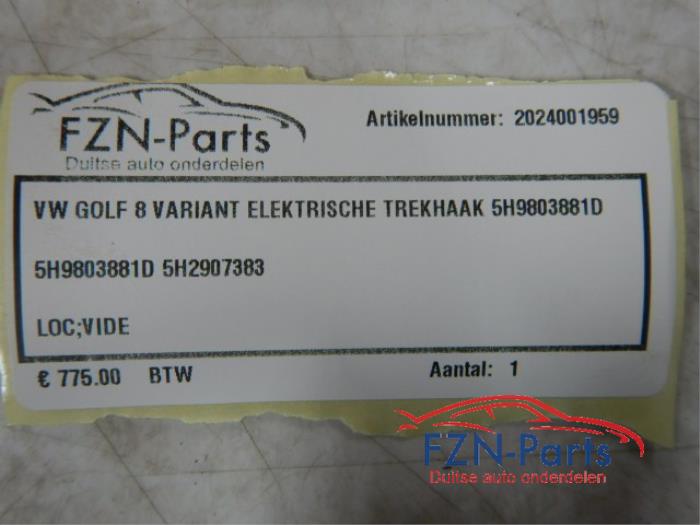 FZN-Parts
Duitse auto onderdelen
Artikelnummer: 2024001959
VW GOLF 8 VARIANT ELEKTRISCHE TREKHAAK 5H9803881D
5H9803881D 5H2907383
LOC;VIDE
€ 775.00 BTW
Aantal: 1
FZN-Parts
Duitse auto onderdelen